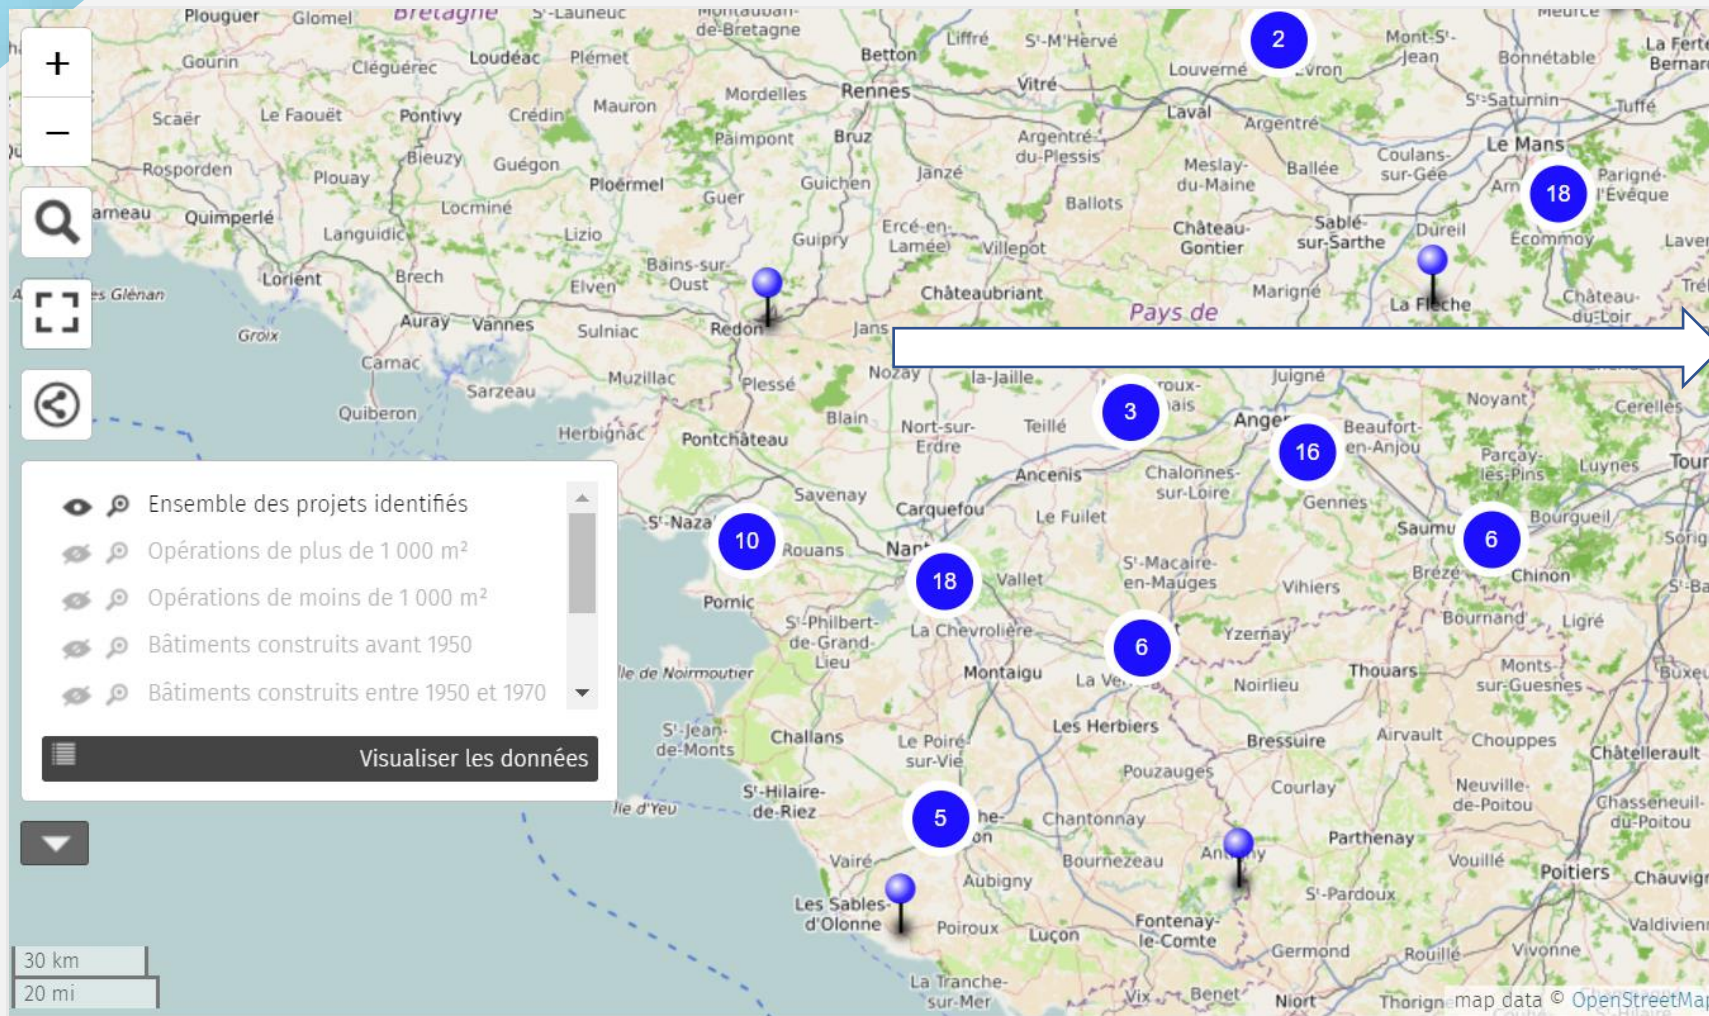 Plouguer Glomel Bretagne St-Launeuc Montauban-
de-Bretagne
Liffré St-M'Hervé 2 Mont-St-
Jean
Meurcé
La Ferté
Bernard
+
Gourin Cléguérec Loudéac Plémet Betton
Louverné Evron Bonnétable
Mordelles Rennes Vitré
St-Saturnin Tuffé
Scaër Le Faouët Pontivy Crédin Mauron
Laval Argentré
−
Paimpont Bruz Argentré-
du-Plessis
Le Mans
Bieuzy Guégon
Rosporden Plouay Ploërmel Guer Guichen Janzé
Meslay-
du-Maine
Ballée Coulans-
sur-Gée
18 Parigné-
l'Évêque
Quimperlé Locminé Ballots
Languidic Lizio Guipry Ercé-en-
Lamée
Villepot
Château-
Gontier
Sablé-
sur-Sarthe
Dureil Écommoy
Lorient Brech Elven Bains-sur-
Oust
Châteaubriant Marigné La Flèche Château-
du-Loir
es Glénan
Groix Auray Vannes Sulniac Redon Jans
Pays de
Carnac Sarzeau Muzillac Plessé Nozay la-Jaille Juigné
Quiberon Herbignac Pontchâteau Blain Nort-sur-
Erdre
Teillé 3 roux-
ais
Noyant Cerelles
Beaufort-
en-Anjou
16
Parçay-
les-Pins
Luynes
Ancenis Chalonnes-
sur-Loire
Gennes
Savenay Carquefou Le Fuilet
Bourgueil
Ensemble des projets identifiés
Opérations de plus de 1 000 m²
Opérations de moins de 1 000 m²
Bâtiments construits avant 1950
Bâtiments construits entre 1950 et 1970
Visualiser les données
10 Rouans 18 Vallet
St-Macaire-
en-Mauges
Vihiers
6
Brézé Chinon
Pornic
St-Philbert-
de-Grand-
Lieu
La Chevrolière
6 Yzernay
Bournand Ligré
Île de Noirmoutier
Montaigu Noirlieu Thouars Monts-
sur-Guesnes
St-Jean-
de-Monts
Challans Le Poiré-
sur-Vie
Les Herbiers Bressuire Airvault Chouppes
Châtellerault
Pouzauges Courlay Neuville-
de-Poitou
Chasseneuil-
du-Poitou
Île d'Yeu
St-Hilaire-
de-Riez
5 Chantonnay
Parthenay
Vairé Bournezeau
Vouillé Poitiers
Aubigny St-Pardoux
Les Sables-
d'Olonne
Poiroux Luçon Fontenay-
le-Comte
Germond Rouillé Vivonne
La Tranche-
sur-Mer
Vix Benet Niort
30 km
20 mi
map data © OpenStreetMap